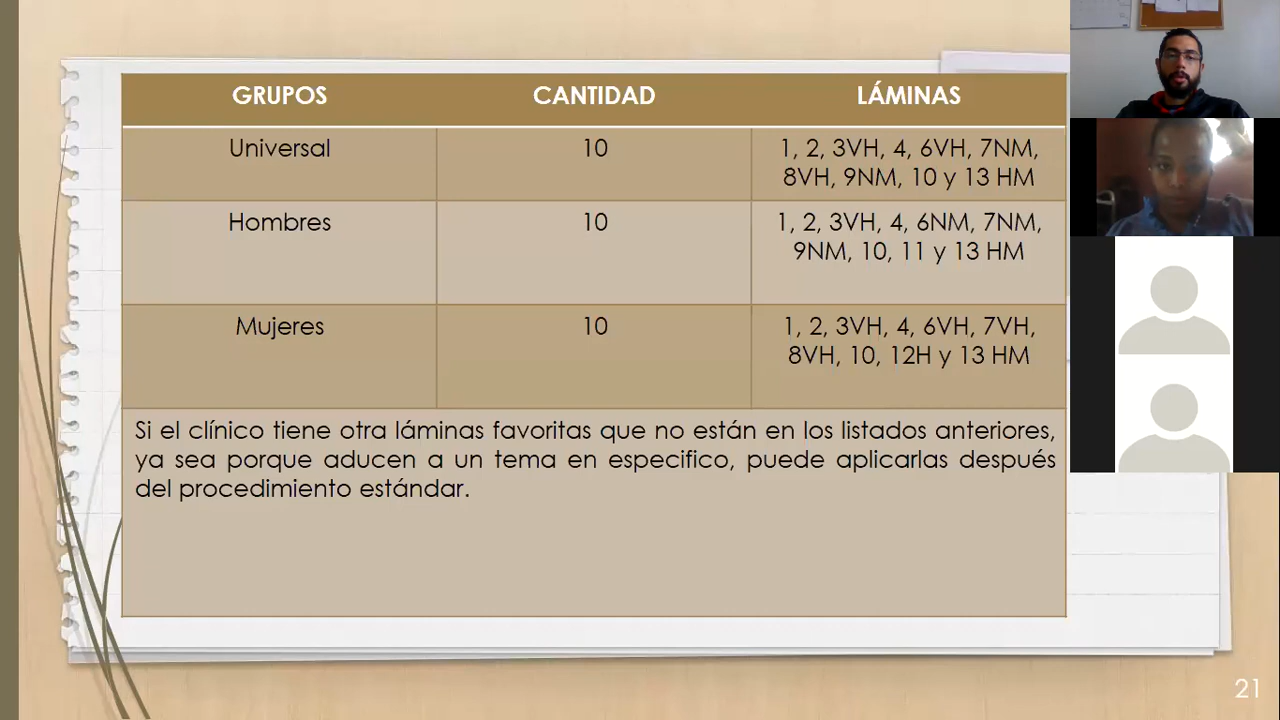 GRUPOS CANTIDAD LÁMINAS
Universal 10 1, 2, 3VH, 4, 6VH, 7NM,
8VH, 9NM, 10 y 13 HM
Hombres 10 1, 2, 3VH, 4, 6NM, 7NM,
9NM, 10, 11 y 13 HM
Mujeres 10 1, 2, 3VH, 4, 6VH, 7VH,
8VH, 10, 12H y 13 HM
Si el clínico tiene otra láminas favoritas que no están en los listados anteriores,
ya sea porque aducen a un tema en especifico, puede aplicarlas después
del procedimiento estándar.
21